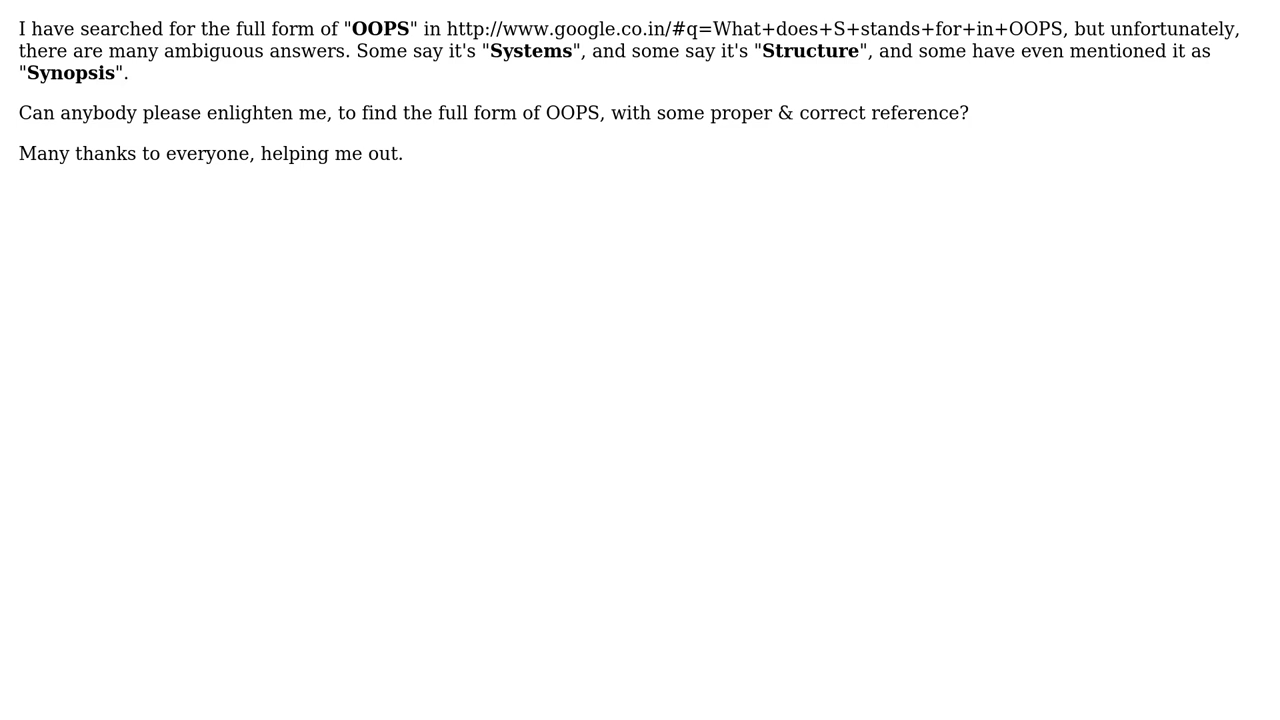 I have searched for the full form of "OOPS" in http://www.google.co.in/#q=What+does+S+stands+for+in+OOPS, but unfortunately,
there are many ambiguous answers. Some say it's "Systems", and some say it's "Structure", and some have even mentioned it as
"Synopsis".
Can anybody please enlighten me, to find the full form of OOPS, with some proper & correct reference?
Many thanks to everyone, helping me out.